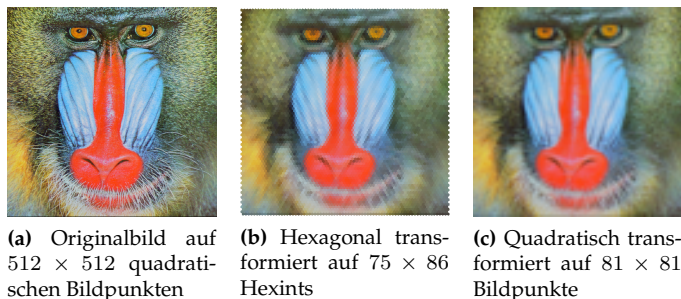 (a) Originalbild auf
512 × 512 quadrati-
schen Bildpunkten
(b) Hexagonal trans-
formiert auf 75 × 86
Hexints
(c) Quadratisch trans-
formiert auf 81 × 81
Bildpunkte